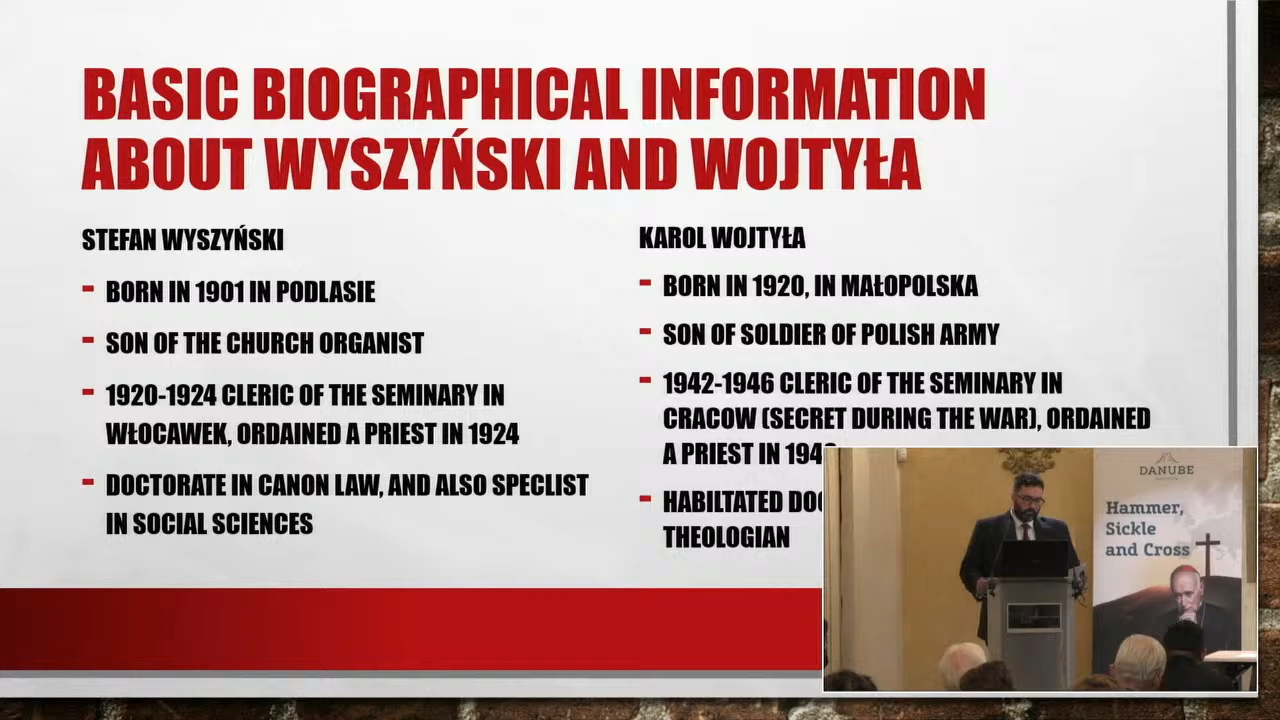 BASIC BIOGRAPHICAL INFORMATION
ABOUT WYSZYŃSKI AND WOJTYŁA
STEFAN WYSZYŃSKI
- BORN IN 1901 IN PODLASIE
- SON OF THE CHURCH ORGANIST
- 1920-1924 CLERIC OF THE SEMINARY IN
WŁOCAWEK, ORDAINED A PRIEST IN 1924
- DOCTORATE IN CANON LAW, AND ALSO SPECLIST
IN SOCIAL SCIENCES
KAROL WOJTYŁA
- BORN IN 1920, IN MAŁOPOLSKA
- SON OF SOLDIER OF POLISH ARMY
- 1942-1946 CLERIC OF THE SEMINARY IN
CRACOW (SECRET DURING THE WAR), ORDAINED
A PRIEST IN
- HABILTATED
THEOLOGIAN
DANUBE
Hammer,
Sickle
and Cross